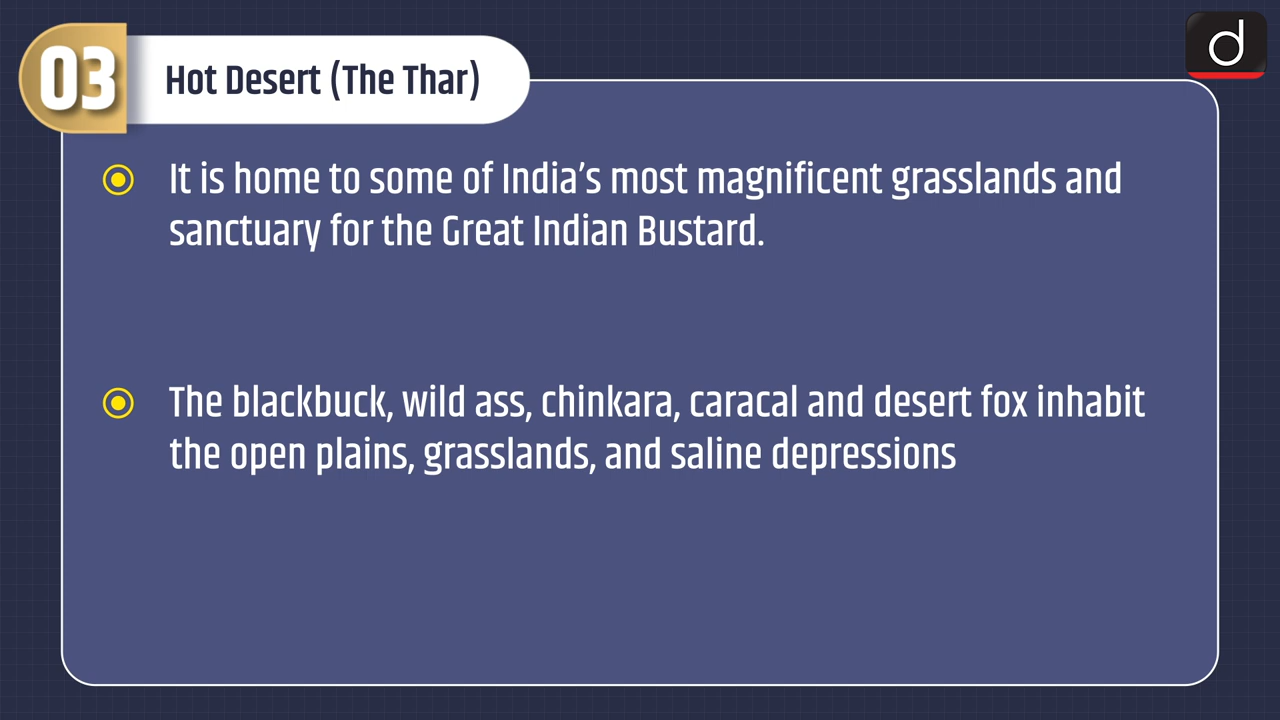 03
Hot Desert (The Thar)
d
It is home to some of India’s most magnificent grasslands and
sanctuary for the Great Indian Bustard.
The blackbuck, wild ass, chinkara, caracal and desert fox inhabit
the open plains, grasslands, and saline depressions